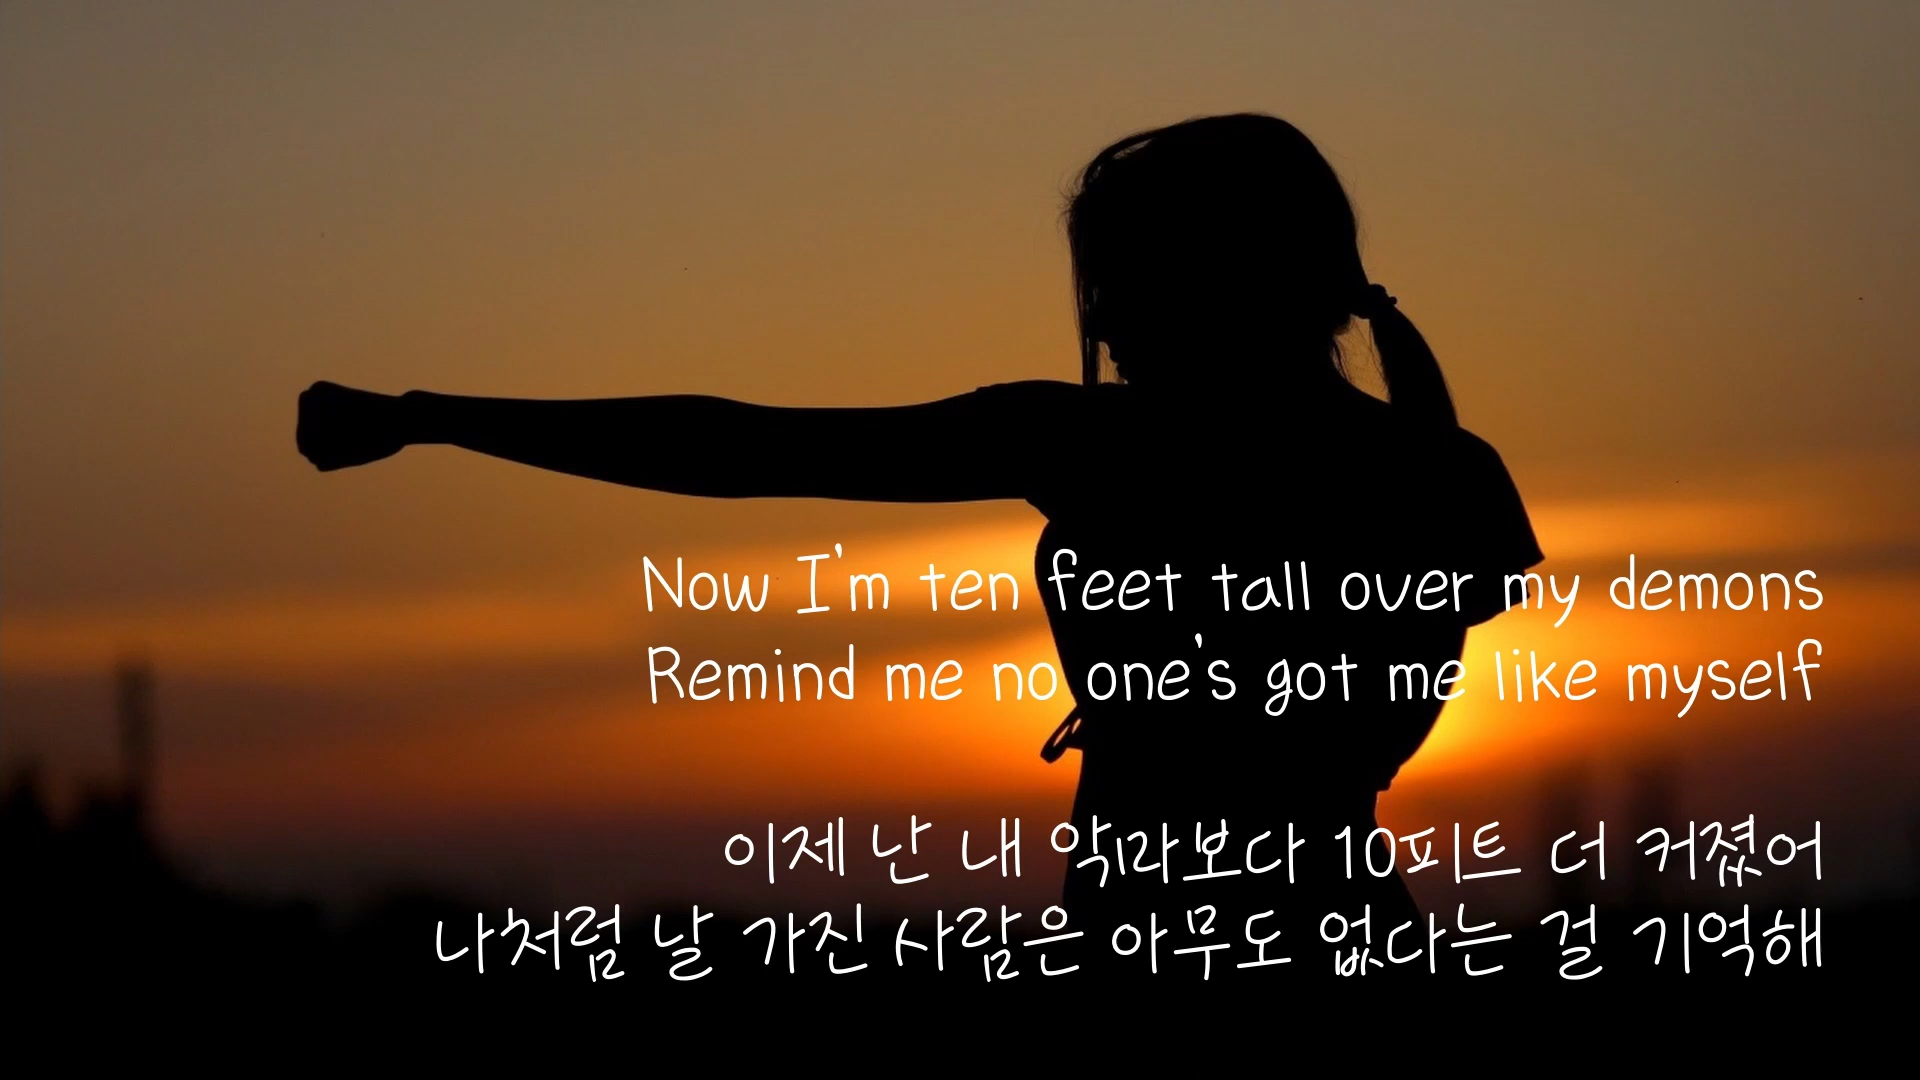 Now I'm ten feet tall over my demons
Remind me no one's got me like myself
이제 난 내 악마보다 10피트 더 커졌어
나처럼 날 가진 사람은 아무도 없다는 걸 기억해